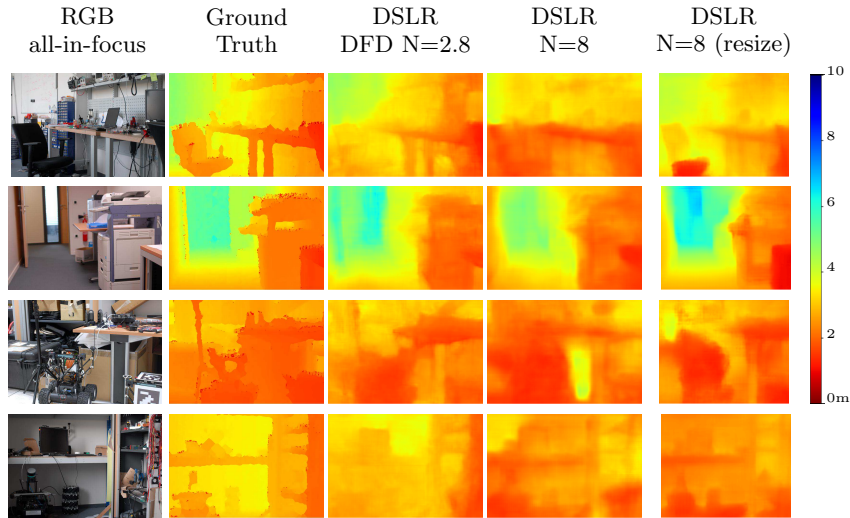 RGB
all-in-focus
Ground
Truth
DSLR
DFD N=2.8
DSLR
N=8
DSLR
N=8 (resize)
10
8
6
4
2
0m